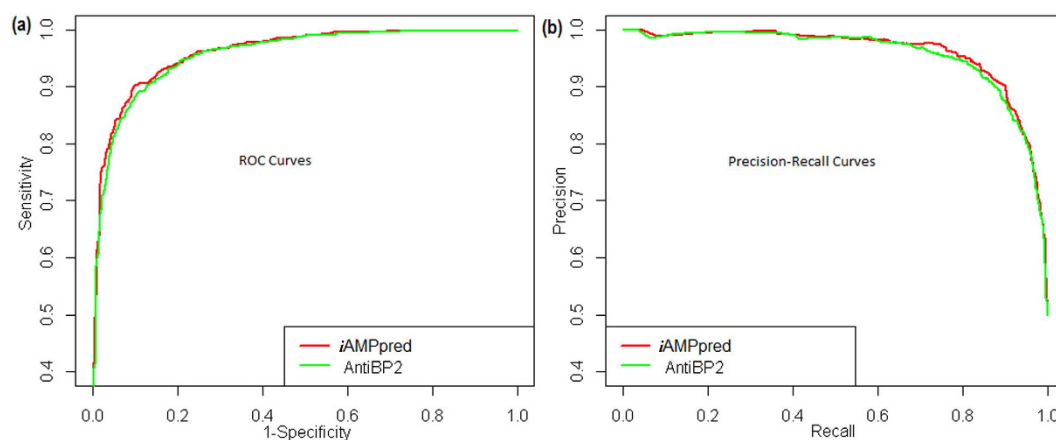 (a)
1.0
0.9
0.8
0.7
0.6
0.5
0.4
Sensitivity
ROC Curves
iAMPpred
AntiBP2
0.0 0.2 0.4 0.6 0.8 1.0
1-Specificity
(b)
1.0
0.9
0.8
0.7
0.6
0.5
0.4
Precision
Precision-Recall Curves
iAMPpred
AntiBP2
0.0 0.2 0.4 0.6 0.8 1.0
Recall